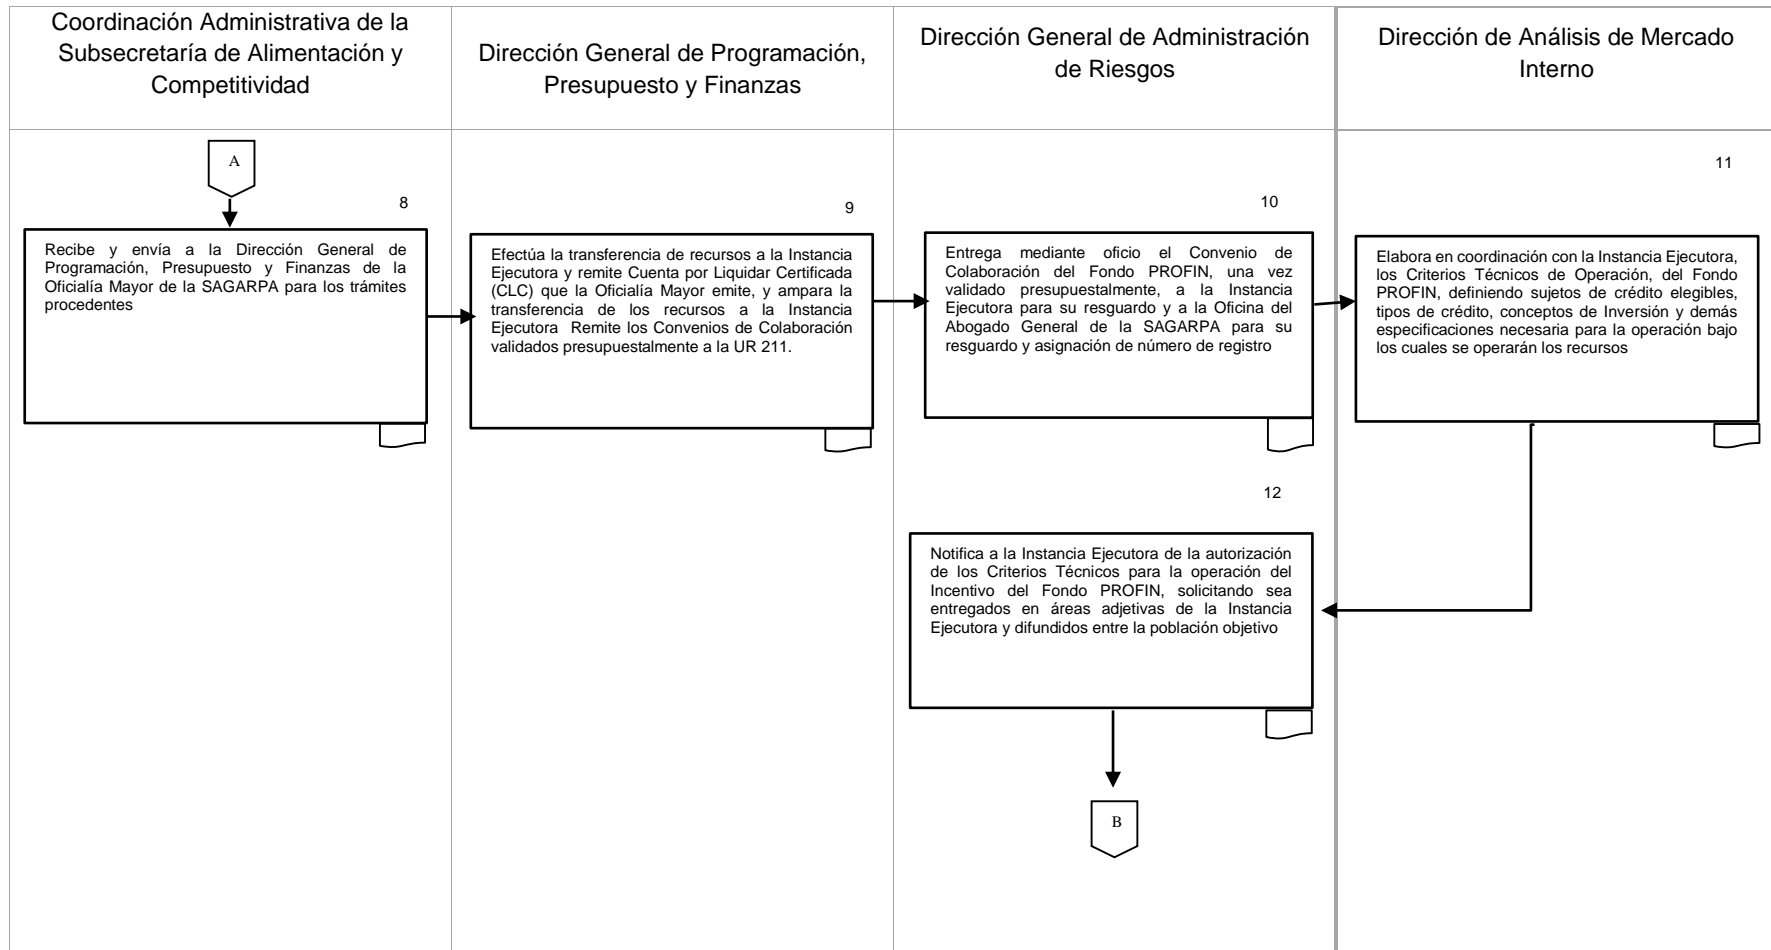 Coordinación Administrativa de la
Subsecretaría de Alimentación y
Competitividad
Dirección General de Programación,
Presupuesto y Finanzas
Dirección General de Administración
de Riesgos
Dirección de Análisis de Mercado
Interno
A
8
Recibe y envía a la Dirección General de
Programación, Presupuesto y Finanzas de la
Oficialía Mayor de la SAGARPA para los trámites
procedentes
9
Efectúa la transferencia de recursos a la Instancia
Ejecutora y remite Cuenta por Liquidar Certificada
(CLC) que la Oficialía Mayor emite, y ampara la
transferencia de los recursos a la Instancia
Ejecutora Remite los Convenios de Colaboración
validados presupuestalmente a la UR 211.
10
Entrega mediante oficio el Convenio de
Colaboración del Fondo PROFIN, una vez
validado presupuestalmente, a la Instancia
Ejecutora para su resguardo y a la Oficina del
Abogado General de la SAGARPA para su
resguardo y asignación de número de registro
11
Elabora en coordinación con la Instancia Ejecutora,
los Criterios Técnicos de Operación, del Fondo
PROFIN, definiendo sujetos de crédito elegibles,
tipos de crédito, conceptos de Inversión y demás
especificaciones necesaria para la operación bajo
los cuales se operarán los recursos
12
Notifica a la Instancia Ejecutora de la autorización
de los Criterios Técnicos para la operación del
Incentivo del Fondo PROFIN, solicitando sea
entregados en áreas adjetivas de la Instancia
Ejecutora y difundidos entre la población objetivo
B